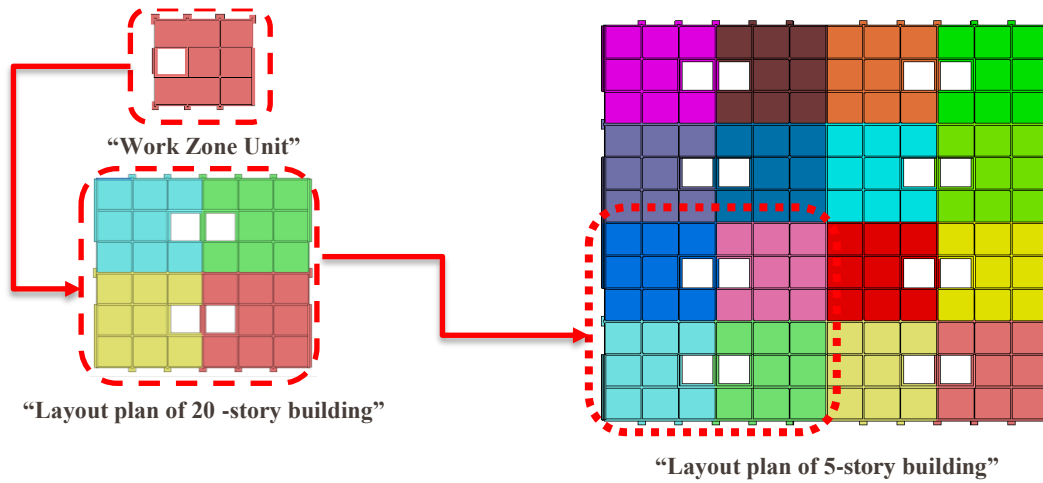 “Work Zone Unit”
“Layout plan of 20 -story building”
“Layout plan of 5-story building”